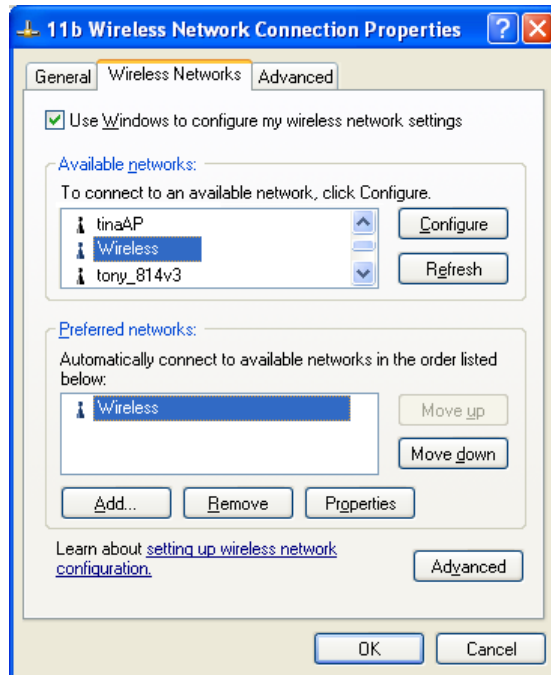 11b Wireless Network Connection Properties
General Wireless Networks Advanced
Use Windows to configure my wireless network settings
Available networks:
To connect to an available network, click Configure.
tinaAP
Wireless
tony_814v3
Configure
Refresh
Preferred networks:
Automatically connect to available networks in the order listed
below:
Wireless
Move up
Move down
Add... Remove Properties
Learn about setting up wireless network
configuration.
Advanced
OK Cancel